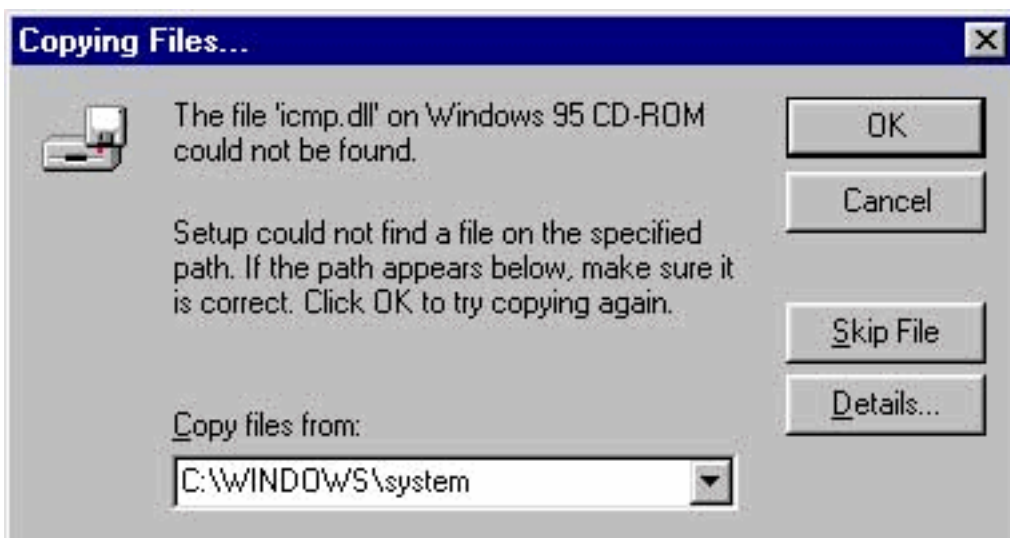 Copying Files...
The file 'icmp.dll' on Windows 95 CD-ROM
could not be found.
OK
Cancel
Setup could not find a file on the specified
path. If the path appears below, make sure it
is correct. Click OK to try copying again.
Skip File
Details...
Copy files from:
C:\WINDOWS\system